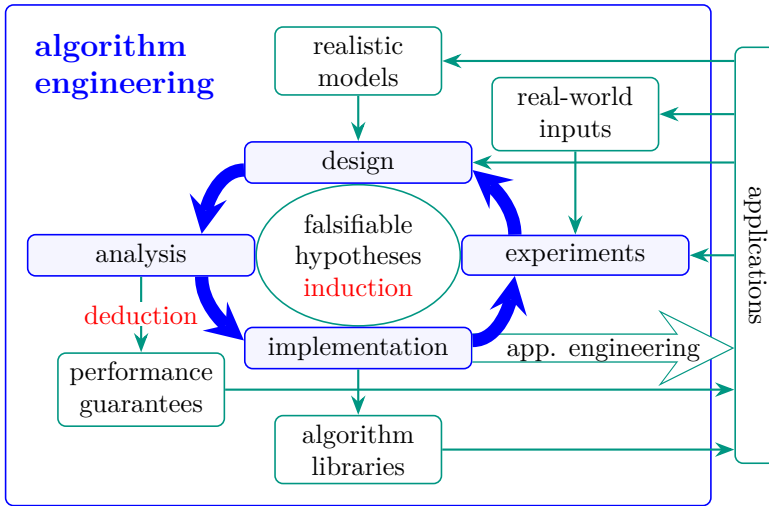 algorithm
engineering
realistic
models
real-world
inputs
design
falsifiable
hypotheses
induction
analysis
experiments
applications
deduction
implementation
app. engineering
performance
guarantees
algorithm
libraries